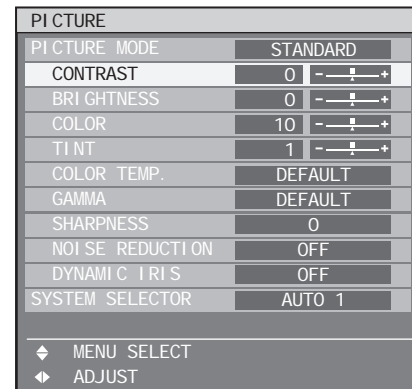 PICTURE
PICTURE MODE STANDARD
CONTRAST 0 - +
BRIGHTNESS 0 - +
COLOR 10 - +
TINT 1 - +
COLOR TEMP. DEFAULT
GAMMA DEFAULT
SHARPNESS 0
NOISE REDUCTION OFF
DYNAMIC IRIS OFF
SYSTEM SELECTOR AUTO 1
MENU SELECT
ADJUST